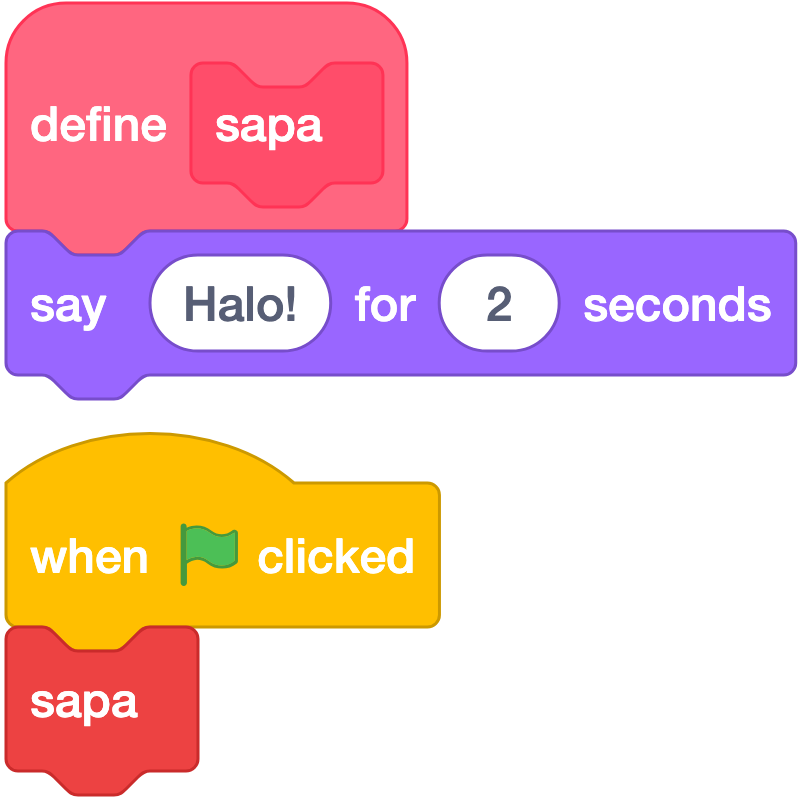 define sapa
say Halo! for 2 seconds
when clicked
sapa